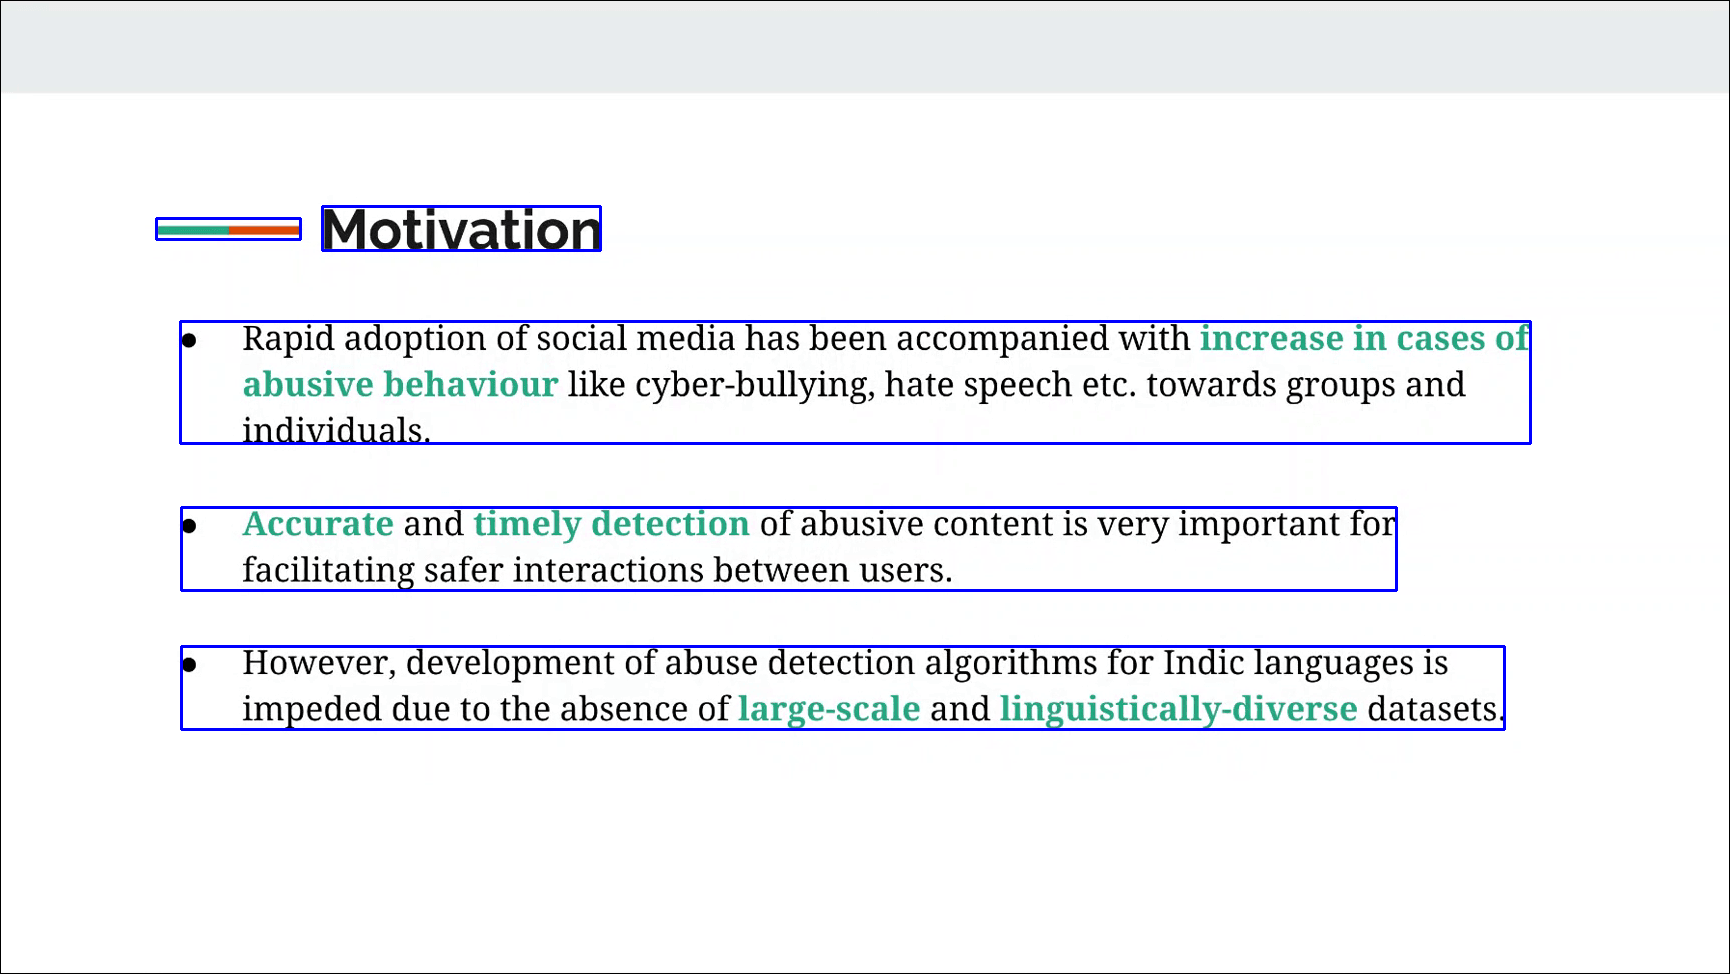 Motivation
● Rapid adoption of social media has been accompanied with increase in cases of
abusive behaviour like cyber-bullying, hate speech etc. towards groups and
individuals.
● Accurate and timely detection of abusive content is very important for
facilitating safer interactions between users.
● However, development of abuse detection algorithms for Indic languages is
impeded due to the absence of large-scale and linguistically-diverse datasets.